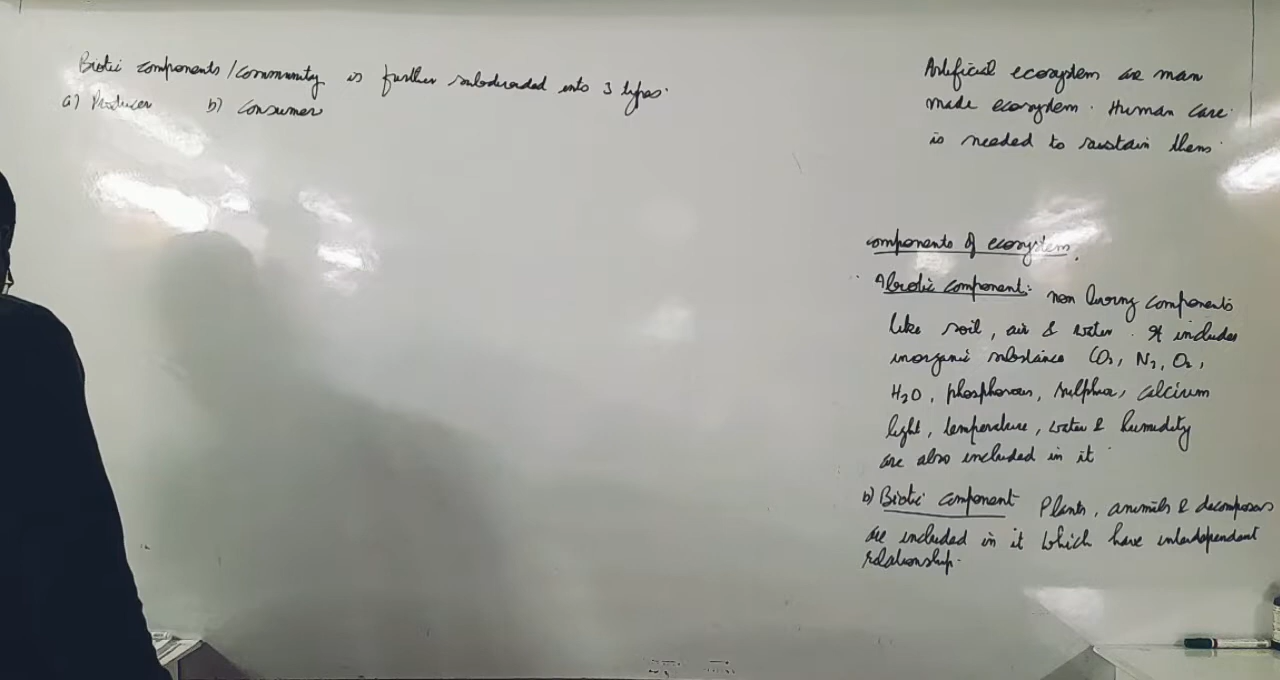 Biotic components/community is further subdivided into 3 types.
a) Producer b) Consumer
Artificial ecosystem are man
made ecosystem. Human care
is needed to sustain them.
components of ecosystem.
Abiotic component: non living components
like soil, air & water. It includes
inorganic substance CO2, N2, O2,
H2O, phosphorous, sulphur, calcium
light, temperature, water & humidity
are also included in it
b) Biotic component Plants, animals & decomposers
are included in it which have interdependent
relationship.